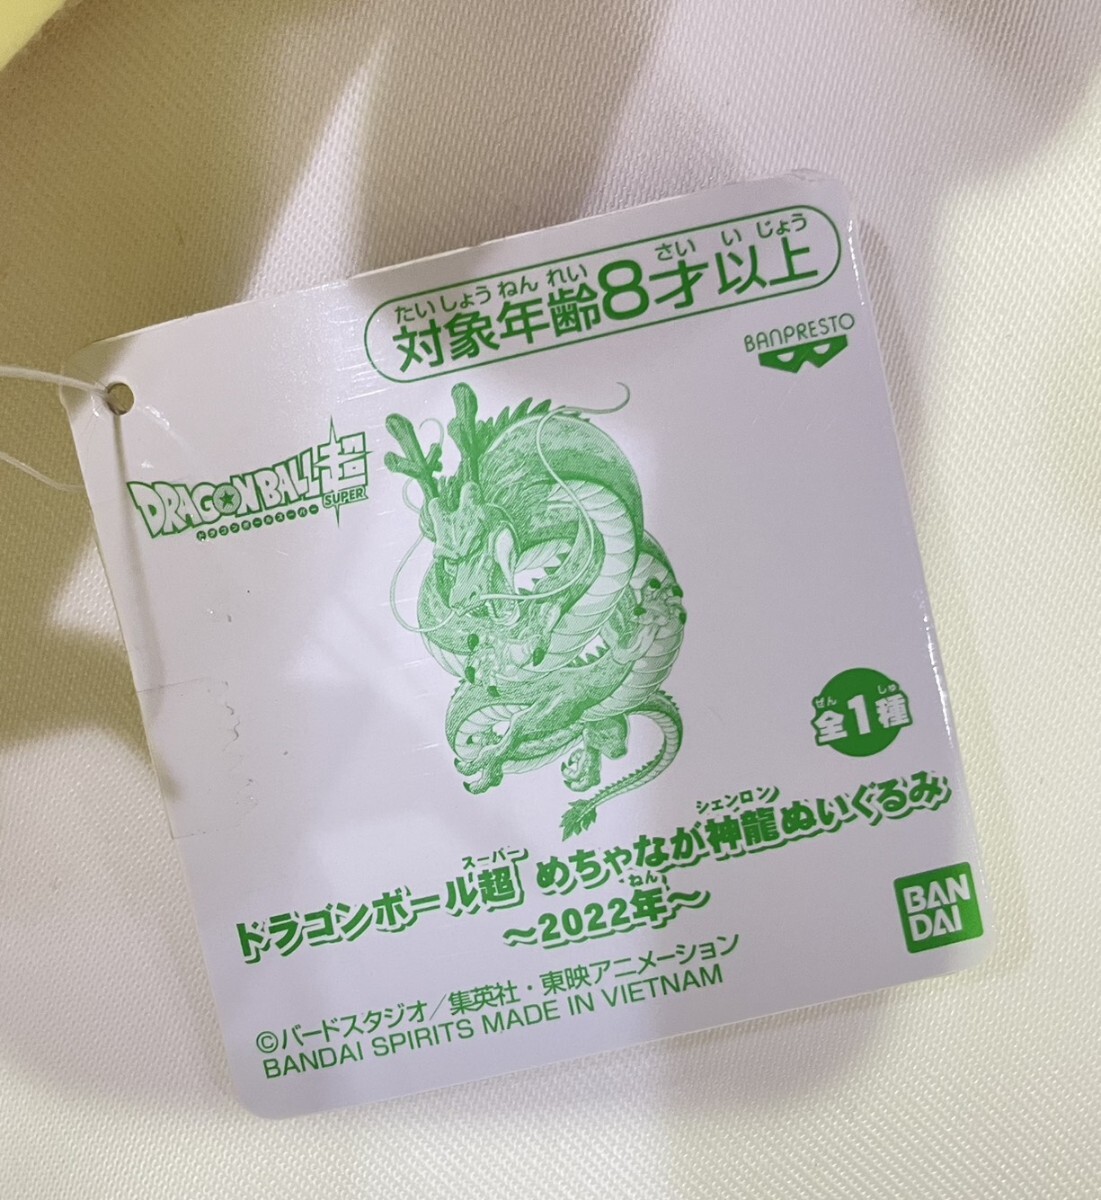 たいしょうねんれい さい い じょう
対象年齢8才以上
BANPRESTO
DRAGON BALL超
SUPER
ドラゴンボールスーパー
ぜん しゅ
全1種
スーパー シェンロン
ドラゴンボール超 めちゃなが神龍ぬいぐるみ
ねん
～2022年～
BAN
DAI
©バードスタジオ/集英社・東映アニメーション
BANDAI SPIRITS MADE IN VIETNAM